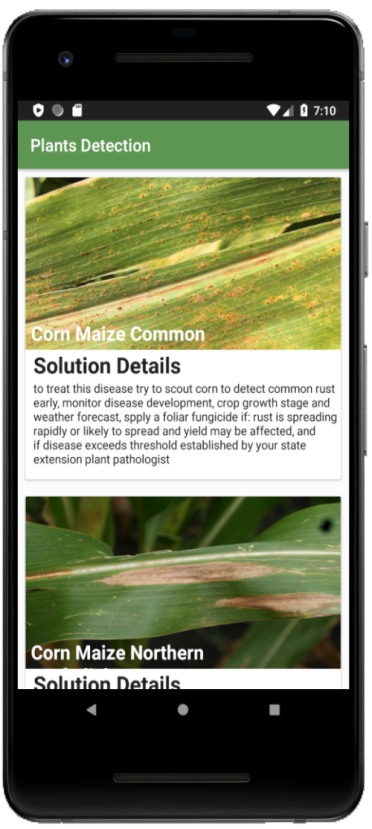 7:10
Plants Detection
Corn Maize Common
Solution Details
to treat this disease try to scout corn to detect common rust
early, monitor disease development, crop growth stage and
weather forecast, spply a foliar fungicide if: rust is spreading
rapidly or likely to spread and yield may be affected, and
if disease exceeds threshold established by your state
extension plant pathologist
Corn Maize Northern
Solution Details